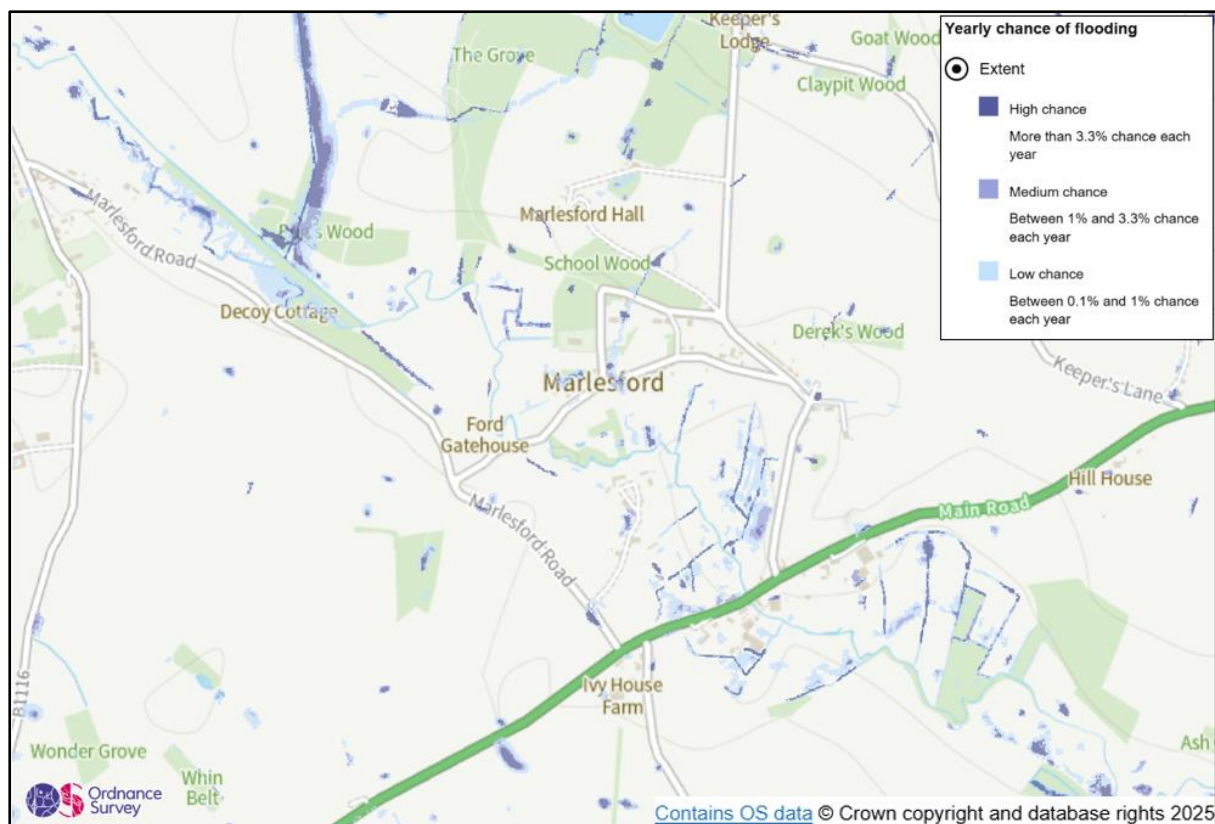 Keeper's
Lodge
The Grove
Goat Wood
Claypit Wood
Yearly chance of flooding
Extent
High chance
More than 3.3% chance each
year
Medium chance
Between 1% and 3.3% chance
each year
Low chance
Between 0.1% and 1% chance
each year
Marlesford Road
Wood
Marlesford Hall
School Wood
Decoy Cottage
Derek's Wood
Marlesford
Keeper's Lane
Ford
Gatehouse
Hill House
Main Road
Marlesford Road
B1116
Ivy House
Farm
Wonder Grove
Whin
Belt
Ash
Ordnance
Survey
Contains OS data © Crown copyright and database rights 2025